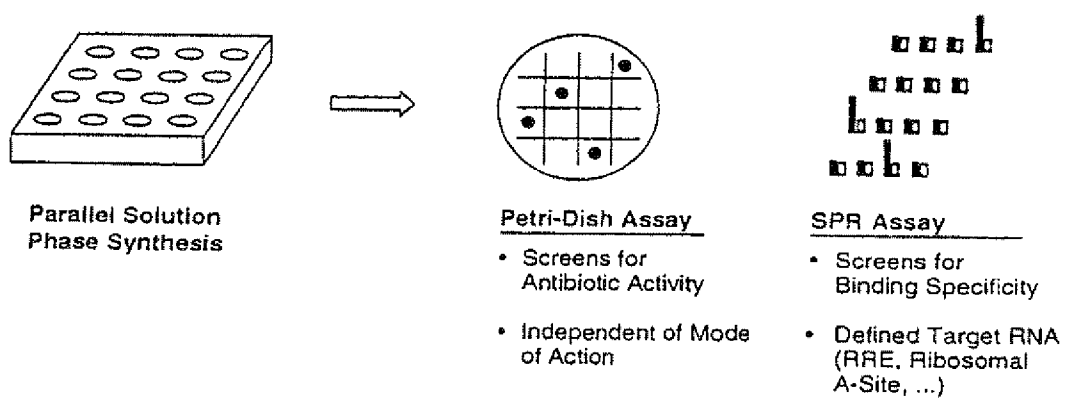 Parallel Solution
Phase Synthesis
Petri-Dish Assay
• Screens for
Antibiotic Activity
• Independent of Mode
of Action
SPR Assay
• Screens for
Binding Specificity
• Defined Target RNA
(RRE, Ribosomal
A-Site, ...)